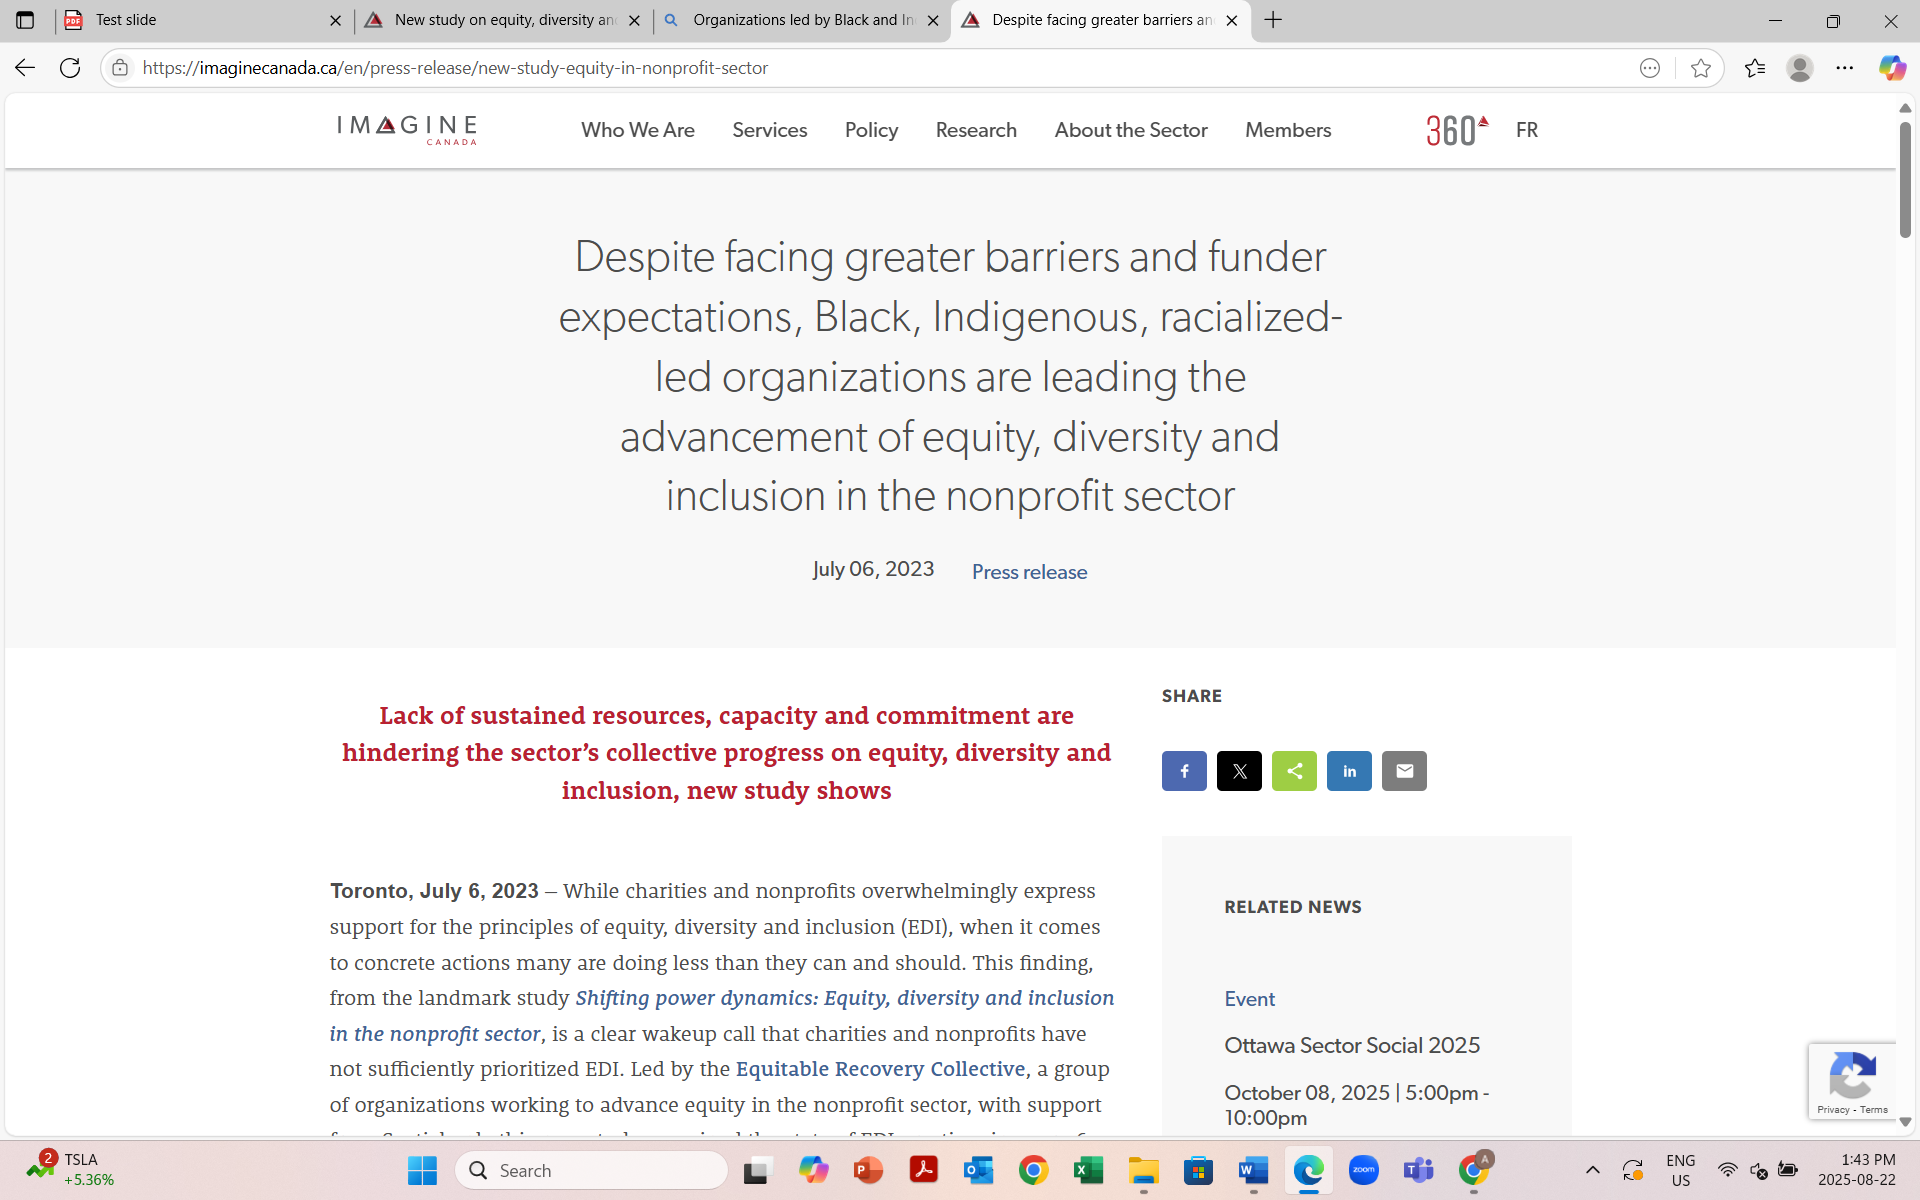 Test slide
New study on equity, diversity an
Organizations led by Black and In
Despite facing greater barriers an
https://imaginecanada.ca/en/press-release/new-study-equity-in-nonprofit-sector
IMAGINE
CANADA
Who We Are
Services
Policy
Research
About the Sector
Members
360
FR
Despite facing greater barriers and funder
expectations, Black, Indigenous, racialized-
led organizations are leading the
advancement of equity, diversity and
inclusion in the nonprofit sector
July 06, 2023
Press release
Lack of sustained resources, capacity and commitment are
hindering the sector’s collective progress on equity, diversity and
inclusion, new study shows
Toronto, July 6, 2023 – While charities and nonprofits overwhelmingly express
support for the principles of equity, diversity and inclusion (EDI), when it comes
to concrete actions many are doing less than they can and should. This finding,
from the landmark study Shifting power dynamics: Equity, diversity and inclusion
in the nonprofit sector, is a clear wakeup call that charities and nonprofits have
not sufficiently prioritized EDI. Led by the Equitable Recovery Collective, a group
of organizations working to advance equity in the nonprofit sector, with support
SHARE
RELATED NEWS
Event
Ottawa Sector Social 2025
October 08, 2025 | 5:00pm -
10:00pm
Privacy - Terms
2
TSLA
+5.36%
Search
zoom
A
ENG
US
1:43 PM
2025-08-22